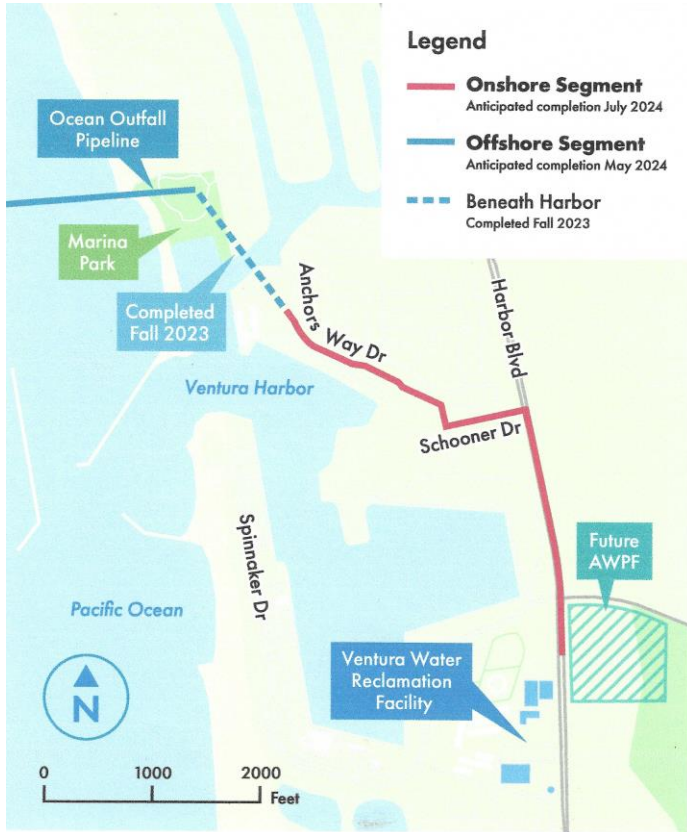 Legend
Onshore Segment
Anticipated completion July 2024
Offshore Segment
Anticipated completion May 2024
Beneath Harbor
Completed Fall 2023
Ocean Outfall
Pipeline
Marina
Park
Completed
Fall 2023
Anchors
Way Dr
Harbor Blvd
Ventura Harbor
Schooner Dr
Spinnaker Dr
Future
AWPF
Pacific Ocean
Ventura Water
Reclamation
Facility
N
0 1000 2000
Feet